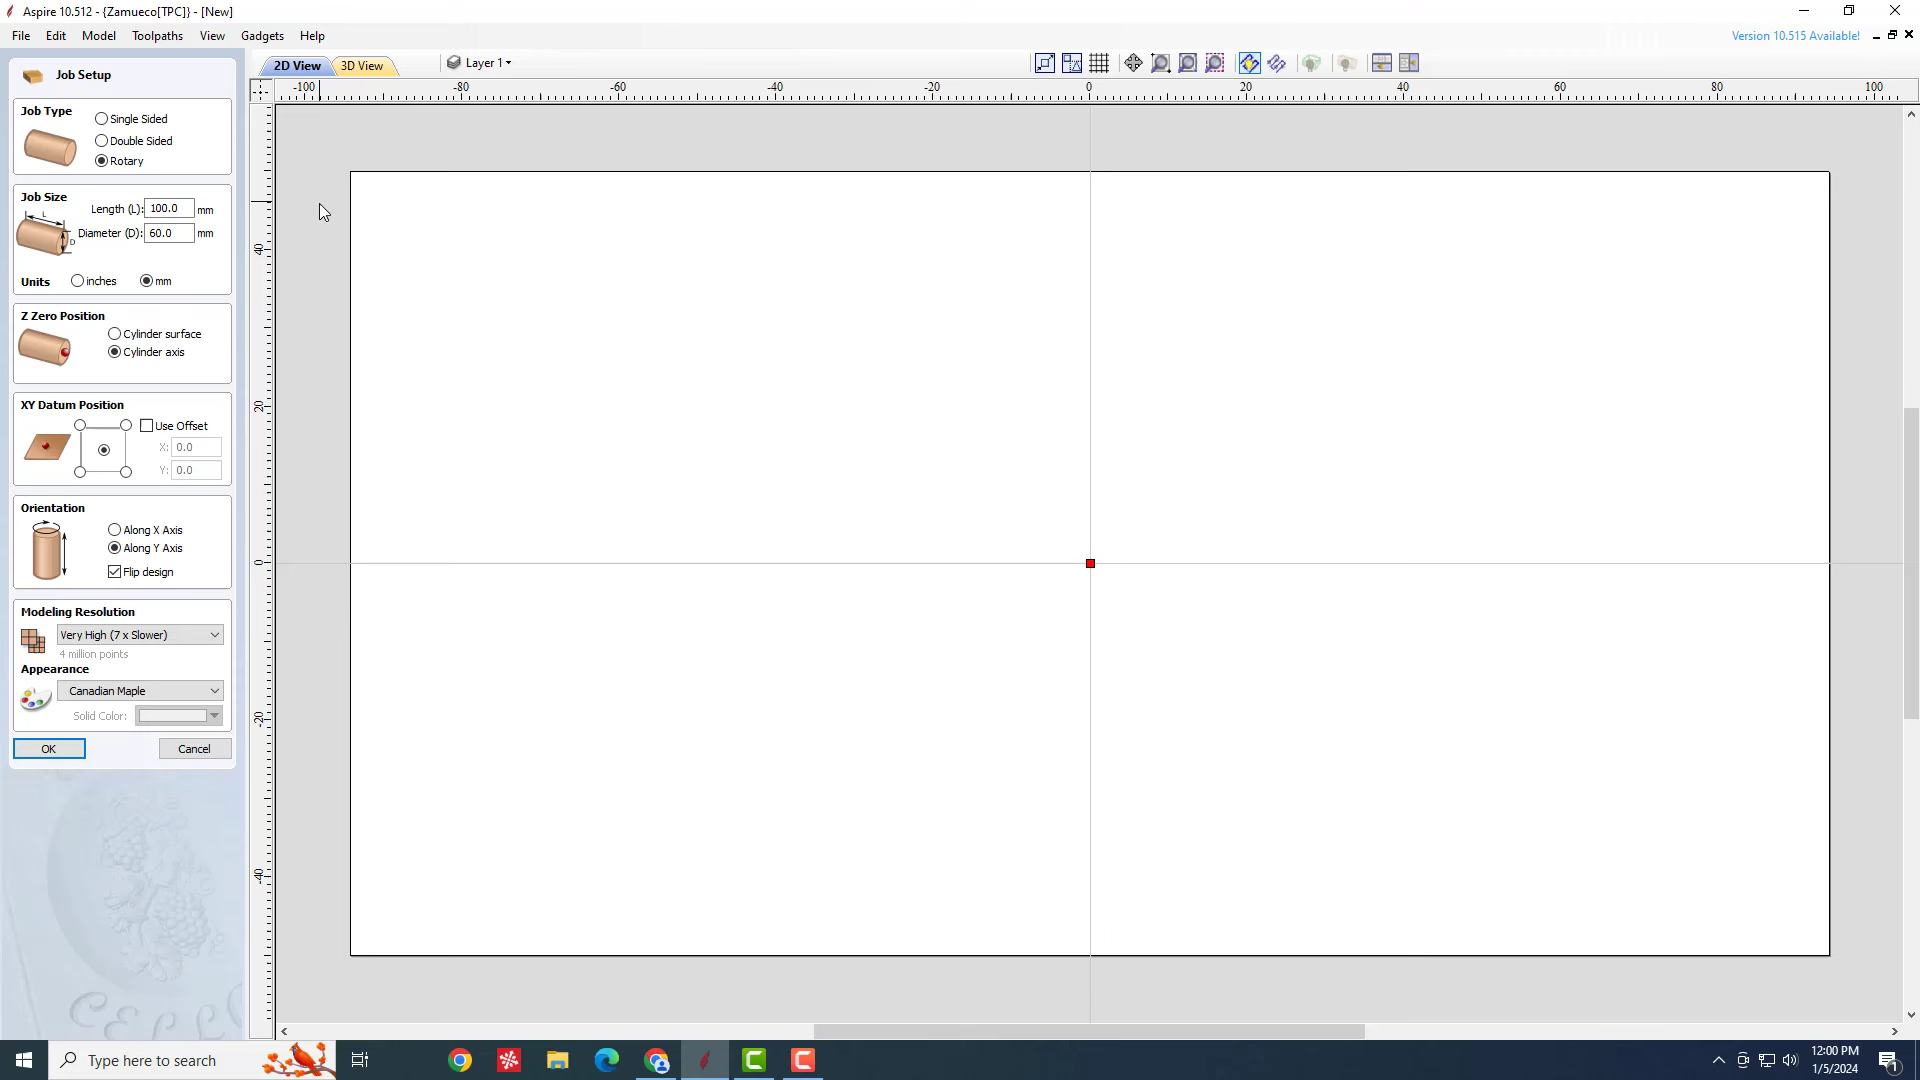 Aspire 10.512 - {Zamueco[TPC]} - [New]
File Edit Model Toolpaths View Gadgets Help
Version 10.515 Available!
Job Setup
2D View 3D View Layer 1
-100 -80 -60 -40 -20 0 20 40 60 80 100
Job Type
Single Sided
Double Sided
Rotary
Job Size
Length (L): 100.0 mm
L
Diameter (D): 60.0 mm
D
Units inches mm
Z Zero Position
Cylinder surface
Cylinder axis
XY Datum Position
Use Offset
X: 0.0
Y: 0.0
Orientation
Along X Axis
Along Y Axis
Flip design
Modeling Resolution
Very High (7 x Slower)
4 million points
Appearance
Canadian Maple
Solid Color:
OK Cancel
40
20
0
-20
-40
CELLO
Type here to search
12:00 PM
1/5/2024
1